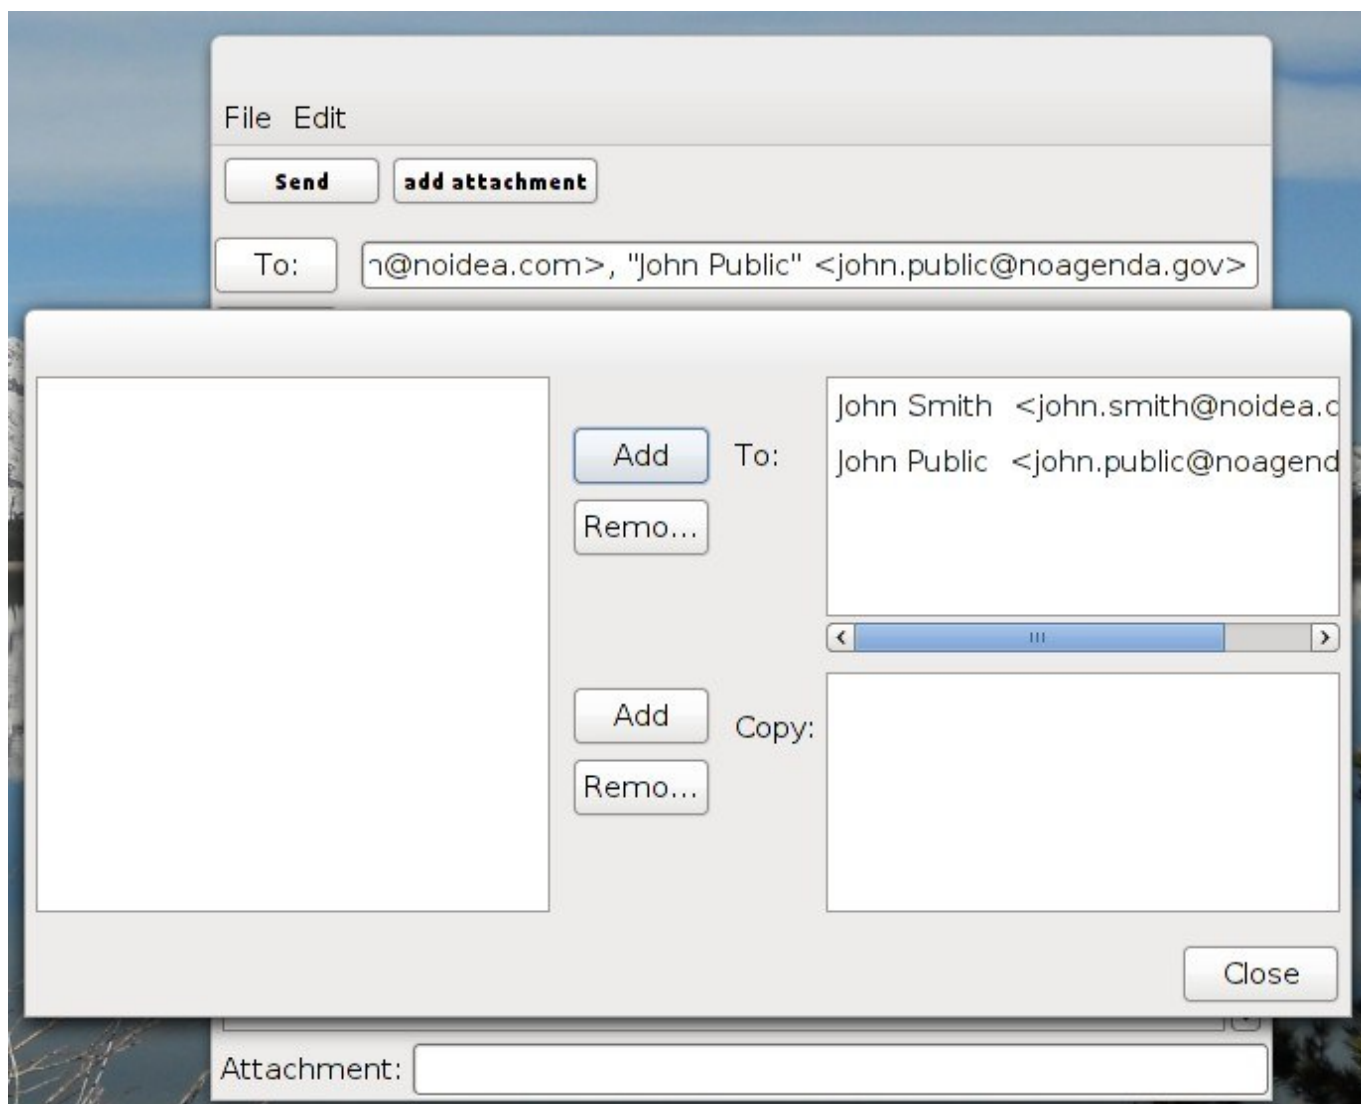 File Edit
Send add attachment
To: n@noidea.com>, "John Public" <john.public@noagenda.gov>
Add To:
Remo...
John Smith <john.smith@noidea.c
John Public <john.public@noagend
Add Copy:
Remo...
Close
Attachment: